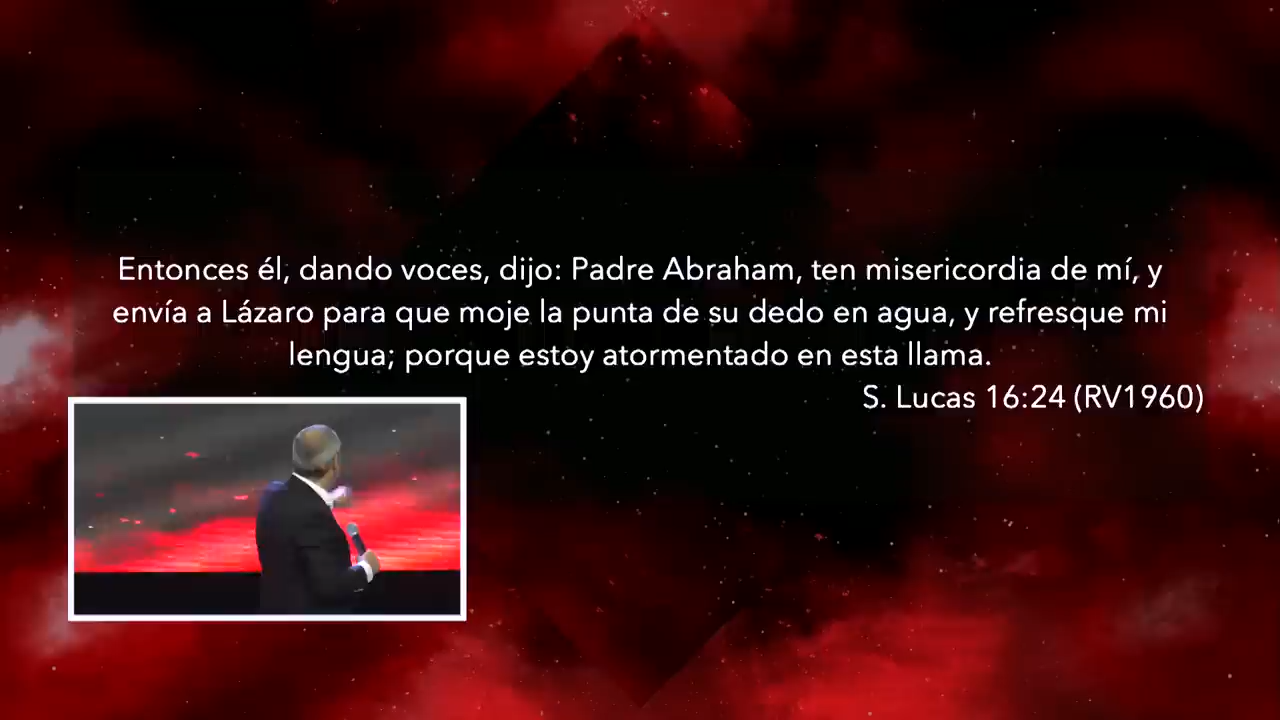 Entonces él, dando voces, dijo: Padre Abraham, ten misericordia de mí, y
envía a Lázaro para que moje la punta de su dedo en agua, y refresque mi
lengua; porque estoy atormentado en esta llama.
S. Lucas 16:24 (RV1960)